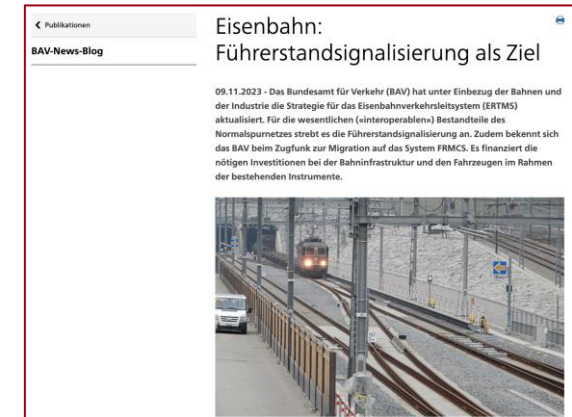 Publikationen
BAV-News-Blog
Eisenbahn:
Führerstandsignalisierung als Ziel
09.11.2023 - Das Bundesamt für Verkehr (BAV) hat unter Einbezug der Bahnen und
der Industrie die Strategie für das Eisenbahnverkehrsleitsystem (ERTMS)
aktualisiert. Für die wesentlichen («interoperablen») Bestandteile des
Normalspurnetzes strebt es die Führerstandsignalisierung an. Zudem bekennt sich
das BAV beim Zugfunk zur Migration auf das System FRMCS. Es finanziert die
nötigen Investitionen bei der Bahninfrastruktur und den Fahrzeugen im Rahmen
der bestehenden Instrumente.